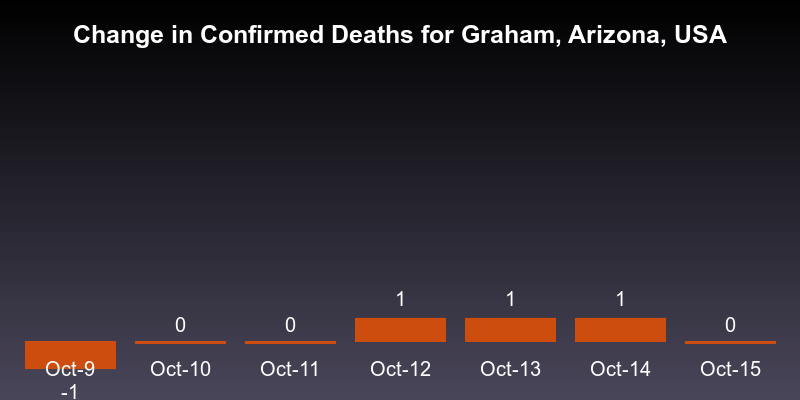 Change in Confirmed Deaths for Graham, Arizona, USA
1 1 1
0 0 0
Oct-9 Oct-10 Oct-11 Oct-12 Oct-13 Oct-14 Oct-15
-1